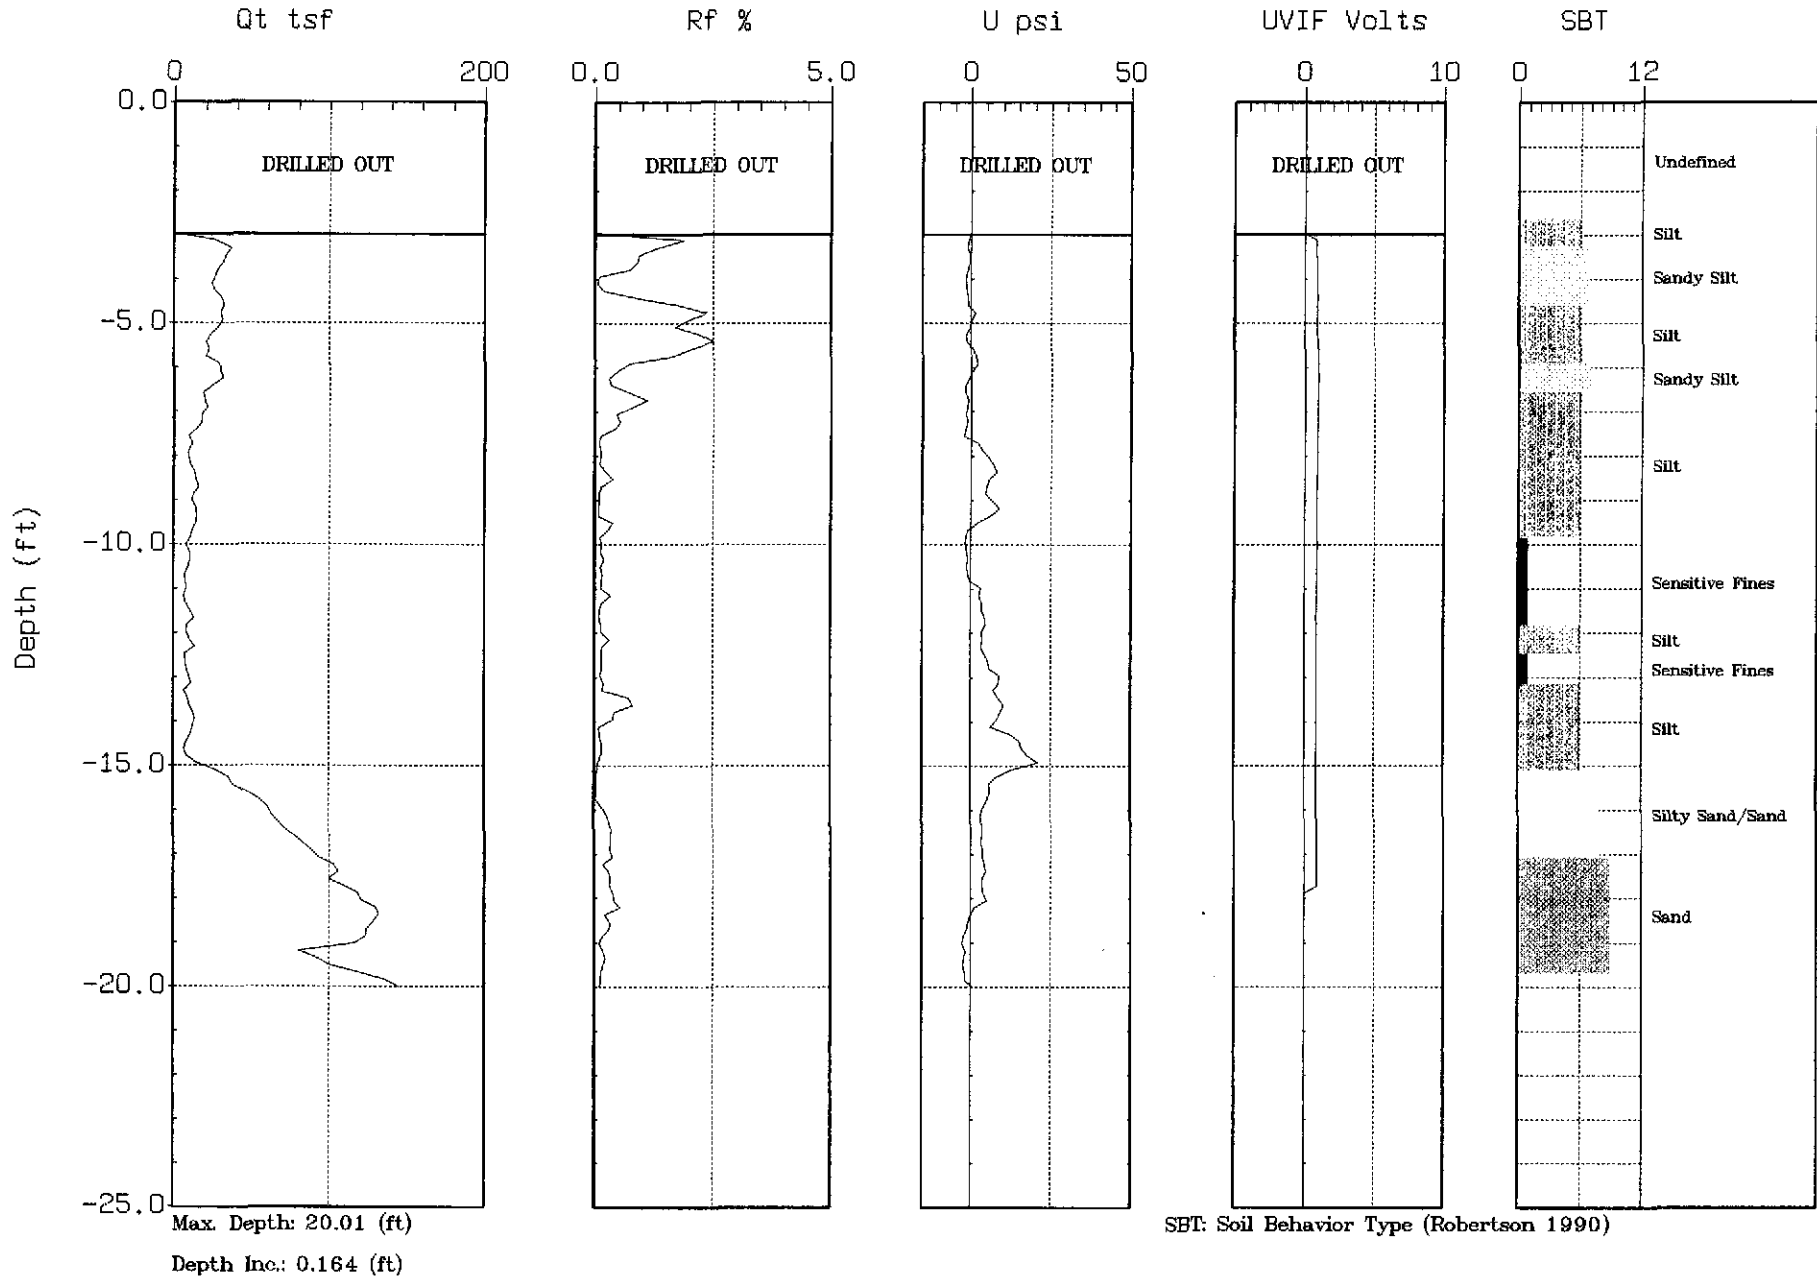 Qt tsf
Rf %
U psi
UVIF Volts
SBT
0 200
0.0 5.0
0 50
0 10
0 12
0.0
DRILLED OUT
DRILLED OUT
DRILLED OUT
DRILLED OUT
Undefined
Silt
Sandy Silt
-5.0
Silt
Sandy Silt
Silt
Depth (ft)
-10.0
Sensitive Fines
Silt
Sensitive Fines
Silt
-15.0
Silty Sand/Sand
Sand
-20.0
-25.0
Max. Depth: 20.01 (ft)
SBT: Soil Behavior Type (Robertson 1990)
Depth Inc.: 0.164 (ft)